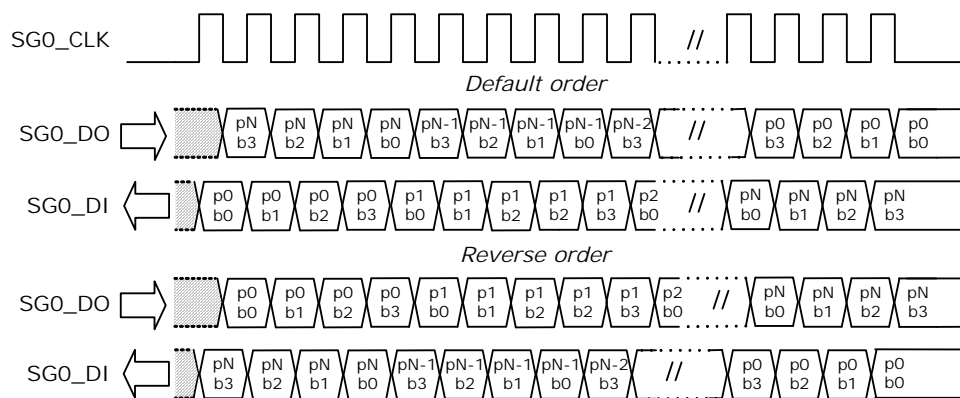 SG0_CLK //
Default order
SG0_DO
pN pN pN pN pN-1 pN-1 pN-1 pN-1 pN-2 // p0 p0 p0 p0
b3 b2 b1 b0 b3 b2 b1 b0 b3 b3 b2 b1 b0
SG0_DI
p0 p0 p0 p0 p1 p1 p1 p1 p1 p2 // pN pN pN pN
b0 b1 b2 b3 b0 b1 b2 b2 b3 b0 b0 b1 b2 b3
Reverse order
SG0_DO
p0 p0 p0 p0 p1 p1 p1 p1 p1 p2 // pN pN pN pN
b0 b1 b2 b3 b0 b1 b2 b2 b3 b0 b0 b1 b2 b3
SG0_DI
pN pN pN pN pN-1 pN-1 pN-1 pN-1 pN-2 // p0 p0 p0 p0
b3 b2 b1 b0 b3 b2 b1 b0 b3 b3 b2 b1 b0